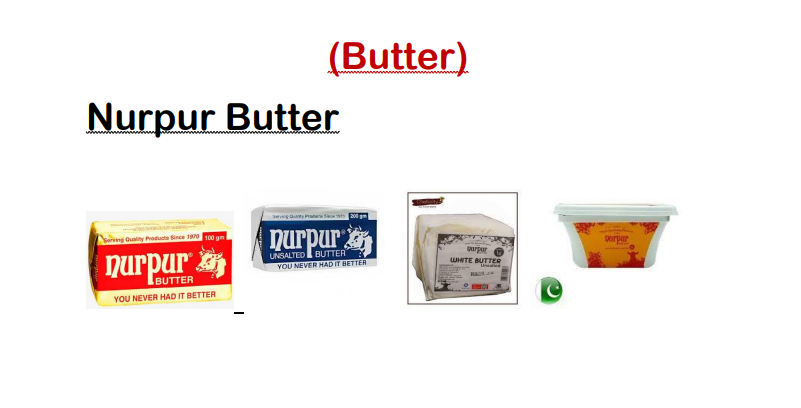 (Butter)
Nurpur Butter
Serving Quality Products Since 1970 100 gm
nurpur®
BUTTER
YOU NEVER HAD IT BETTER
Serving Quality Products Since 1970 200 gm
nurpur®
UNSALTED BUTTER
YOU NEVER HAD IT BETTER
nurpur
WHITE BUTTER
Unsalted
nurpur